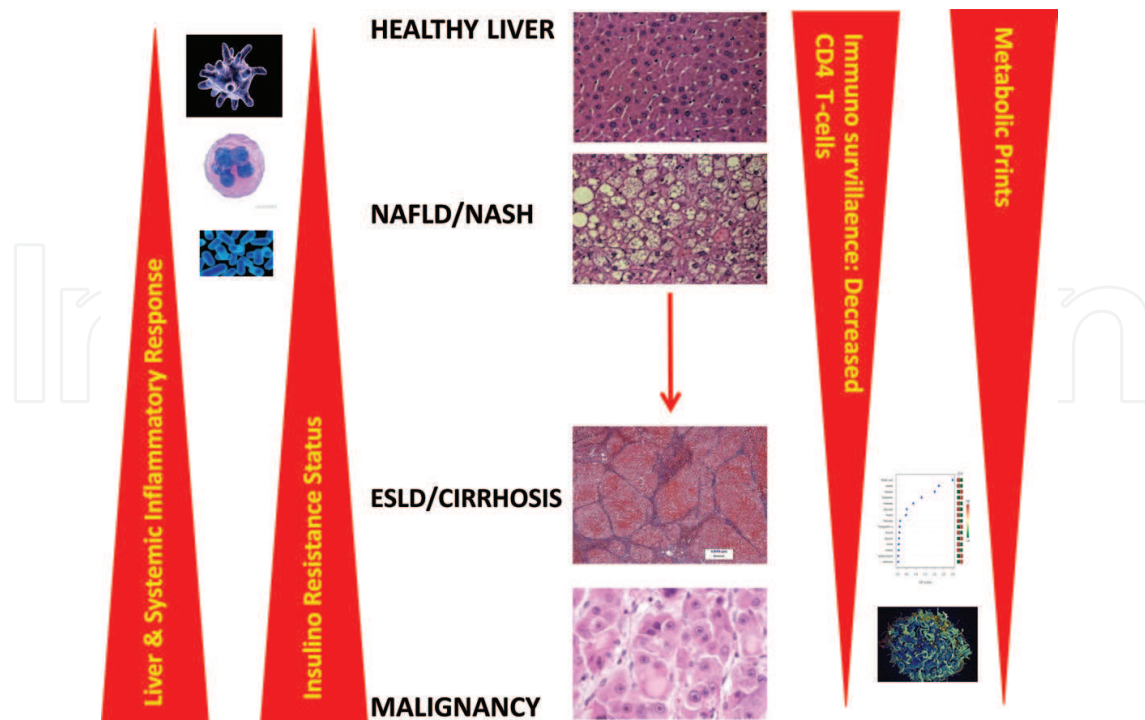 HEALTHY LIVER
NAFLD/NASH
ESLD/CIRRHOSIS
MALIGNANCY
Liver & Systemic Inflammatory Response
Insulino Resistance Status
Immuno survillaence: Decreased
CD4 T-cells
Metabolic Prints